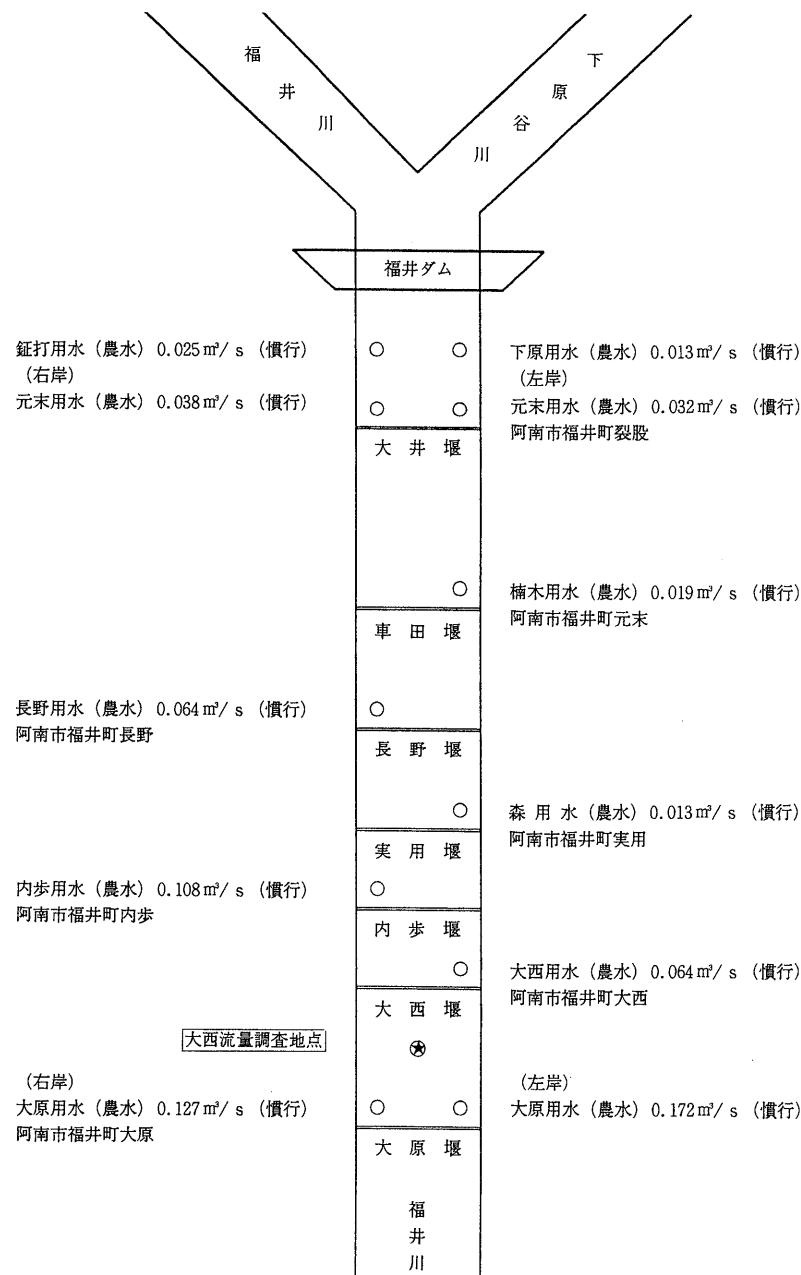 福井川
下原谷川
福井ダム
鉦打用水（農水）0.025㎥/s（慣行）
（右岸）
元末用水（農水）0.038㎥/s（慣行）
下原用水（農水）0.013㎥/s（慣行）
（左岸）
元末用水（農水）0.032㎥/s（慣行）
阿南市福井町裂股
大井堰
楠木用水（農水）0.019㎥/s（慣行）
阿南市福井町元末
車田堰
長野用水（農水）0.064㎥/s（慣行）
阿南市福井町長野
長野堰
森用水（農水）0.013㎥/s（慣行）
阿南市福井町実用
実用堰
内歩用水（農水）0.108㎥/s（慣行）
阿南市福井町内歩
内歩堰
大西用水（農水）0.064㎥/s（慣行）
阿南市福井町大西
大西堰
大西流量調査地点
（右岸）
大原用水（農水）0.127㎥/s（慣行）
阿南市福井町大原
（左岸）
大原用水（農水）0.172㎥/s（慣行）
大原堰
福井川